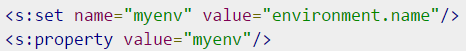 <s:set name="myenv" value="environment.name"/>
<s:property value="myenv"/>